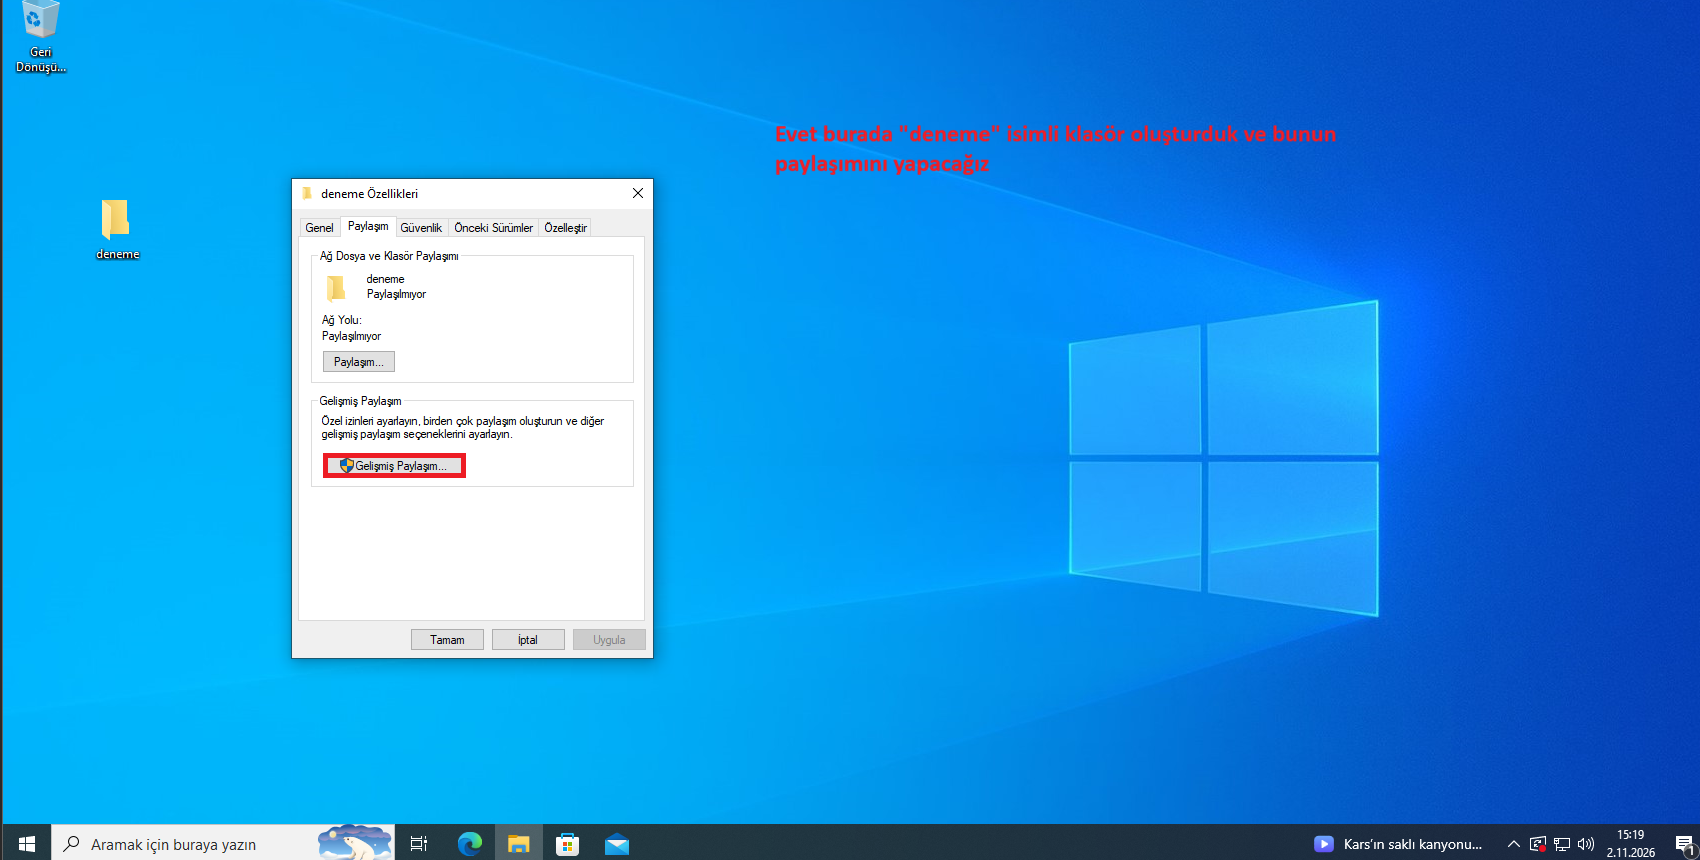 Geri
Dönüşü...
Evet burada "deneme" isimli klasör oluşturduk ve bunun
paylaşımını yapacağız
deneme
deneme Özellikleri
Genel
Paylaşım
Güvenlik
Önceki Sürümler
Özelleştir
Ağ Dosya ve Klasör Paylaşımı
deneme
Paylaşılmıyor
Ağ Yolu:
Paylaşılmıyor
Paylaşım...
Gelişmiş Paylaşım
Özel izinleri ayarlayın, birden çok paylaşım oluşturun ve diğer
gelişmiş paylaşım seçeneklerini ayarlayın.
Gelişmiş Paylaşım...
Tamam
İptal
Uygula
Aramak için buraya yazın
Kars'ın saklı kanyonu...
15:19
2.11.2026
1